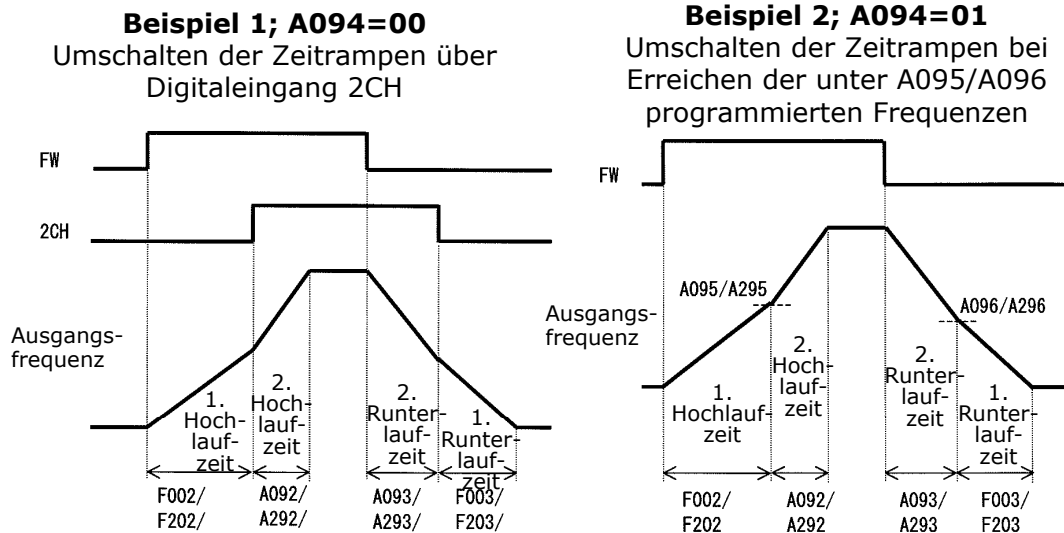 Beispiel 1; A094=00
Umschalten der Zeitrampen über
Digitaleingang 2CH
FW
2CH
Ausgangs-
frequenz
1.
Hoch-
lauf-
zeit
2.
Hoch-
lauf-
zeit
2.
Runter-
lauf-
zeit
1.
Runter-
lauf-
zeit
F002/
F202/
A092/
A292/
A093/
A293/
F003/
F203/
Beispiel 2; A094=01
Umschalten der Zeitrampen bei
Erreichen der unter A095/A096
programmierten Frequenzen
FW
A095/A295
A096/A296
Ausgangs-
frequenz
1.
Hochlauf-
zeit
2.
Hoch-
lauf-
zeit
2.
Runter-
lauf-
zeit
1.
Runter-
laufzeit
F002/
F202
A092/
A292
A093/
A293
F003/
F203